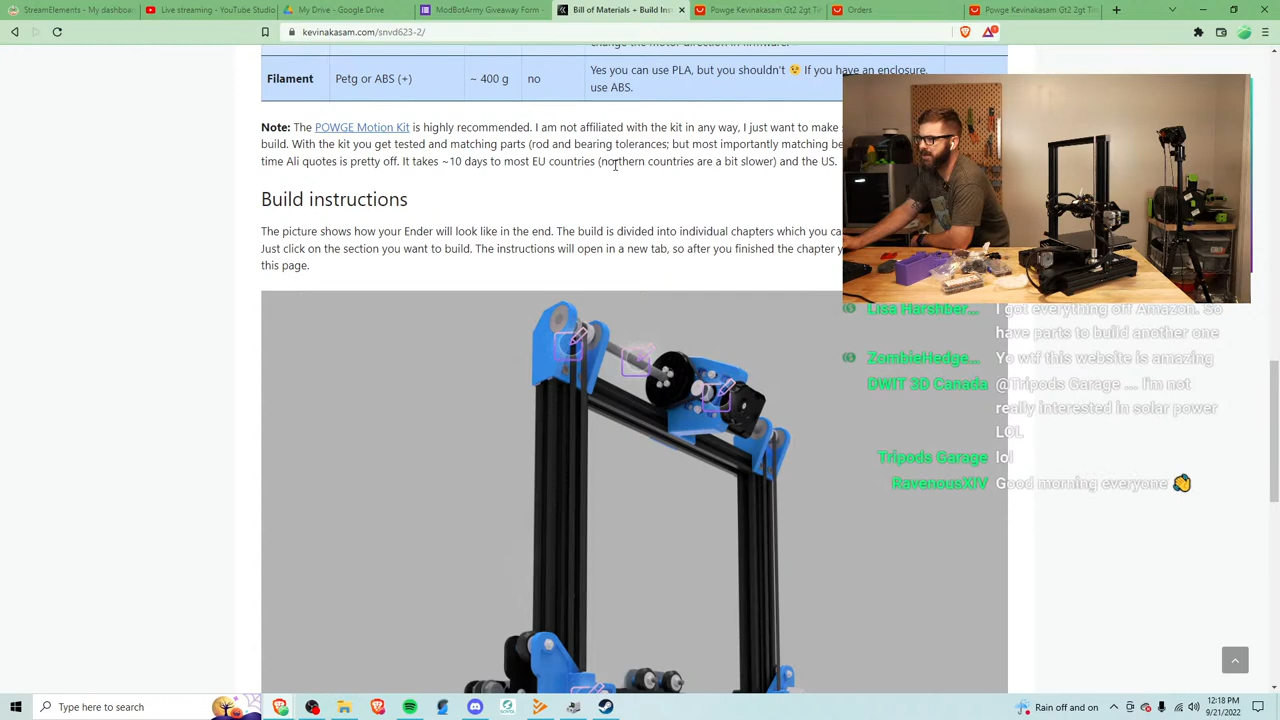 StreamElements - My dashboar
Live streaming - YouTube Studio
My Drive - Google Drive
ModBotArmy Giveaway Form -
Bill of Materials + Build Ins
Powge Kevinakasam Gt2 2gt Tim
Orders
Powge Kevinakasam Gt2 2gt Tim
kevinakasam.com/snvd623-2/
change the motor direction in firmware.
Filament Petg or ABS (+) ~ 400 g no Yes you can use PLA, but you shouldn't 😉 If you have an enclosure,
use ABS.
Note: The POWGE Motion Kit is highly recommended. I am not affiliated with the kit in any way, I just want to make
build. With the kit you get tested and matching parts (rod and bearing tolerances; but most importantly matching be
time Ali quotes is pretty off. It takes ~10 days to most EU countries (northern countries are a bit slower) and the US.
Build instructions
The picture shows how your Ender will look like in the end. The build is divided into individual chapters which you ca
Just click on the section you want to build. The instructions will open in a new tab, so after you finished the chapter y
this page.
Lisa Harshber... I got everything off Amazon. So
have parts to build another one
ZombieHedge... Yo wtf this website is amazing
DWIT 3D Canada @Tripods Garage ... I'm not
really interested in solar power
LOL
Tripods Garage lol
RavenousXIV Good morning everyone 👋
Type here to search
Rain off and on
12:18 PM
9/21/2022